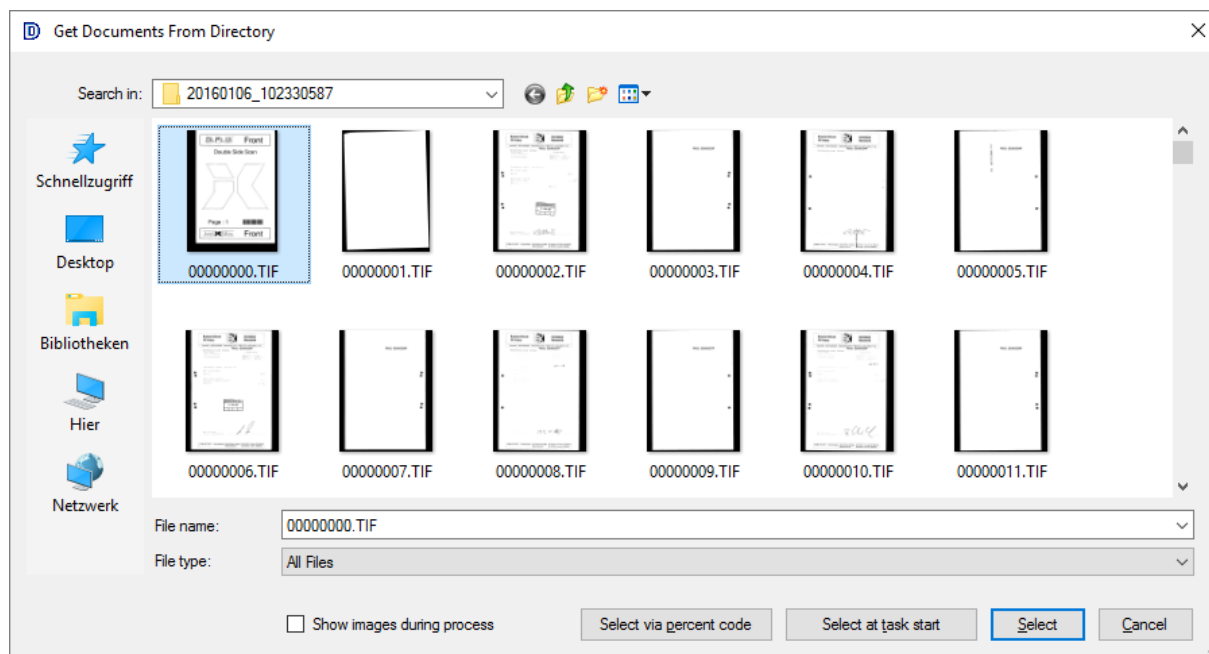 Get Documents From Directory
Search in: 20160106_102330587
Schnellzugriff
Desktop
Bibliotheken
Hier
Netzwerk
Front
Double Side Scan
Page : 1
Front
00000000.TIF 00000001.TIF 00000002.TIF 00000003.TIF 00000004.TIF 00000005.TIF
00000006.TIF 00000007.TIF 00000008.TIF 00000009.TIF 00000010.TIF 00000011.TIF
File name: 00000000.TIF
File type: All Files
Show images during process
Select via percent code
Select at task start
Select
Cancel